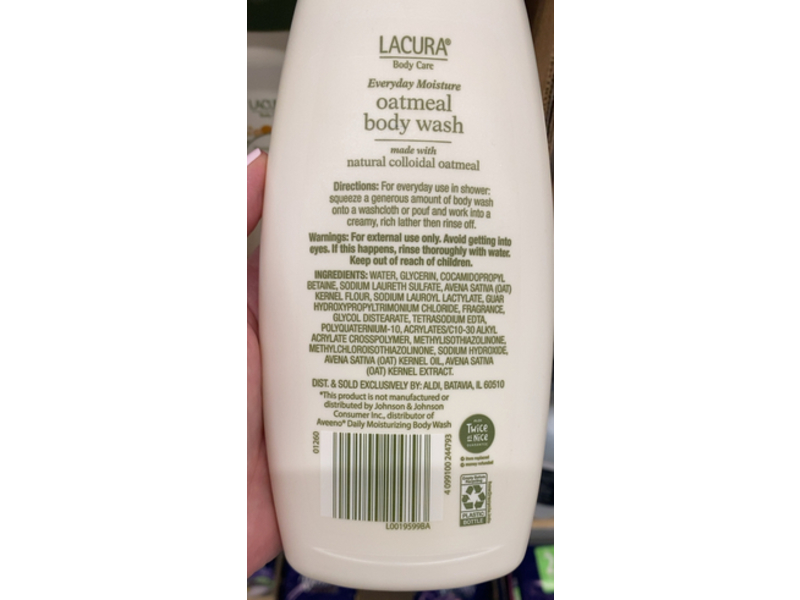 LACURA®
Body Care
Everyday Moisture
oatmeal
body wash
made with
natural colloidal oatmeal
Directions: For everyday use in shower:
squeeze a generous amount of body wash
onto a washcloth or pouf and work into a
creamy, rich lather then rinse off.
Warnings: For external use only. Avoid getting into
eyes. If this happens, rinse thoroughly with water.
Keep out of reach of children.
INGREDIENTS: WATER, GLYCERIN, COCAMIDOPROPYL
BETAINE, SODIUM LAURETH SULFATE, AVENA SATIVA (OAT)
KERNEL FLOUR, SODIUM LAUROYL LACTYLATE, GUAR
HYDROXYPROPYLTRIMONIUM CHLORIDE, FRAGRANCE,
GLYCOL DISTEARATE, TETRASODIUM EDTA,
POLYQUATERNIUM-10, ACRYLATES/C10-30 ALKYL
ACRYLATE CROSSPOLYMER, METHYLISOTHIAZOLINONE,
METHYLCHLOROISOTHIAZOLINONE, SODIUM HYDROXIDE,
AVENA SATIVA (OAT) KERNEL OIL, AVENA SATIVA
(OAT) KERNEL EXTRACT.
DIST. & SOLD EXCLUSIVELY BY: ALDI, BATAVIA, IL 60510
*This product is not manufactured or
distributed by Johnson & Johnson
Consumer Inc., distributor of
Aveeno® Daily Moisturizing Body Wash
Twice
as Nice
01260
4 099100 244793
L0019599BA
PLASTIC
BOTTLE